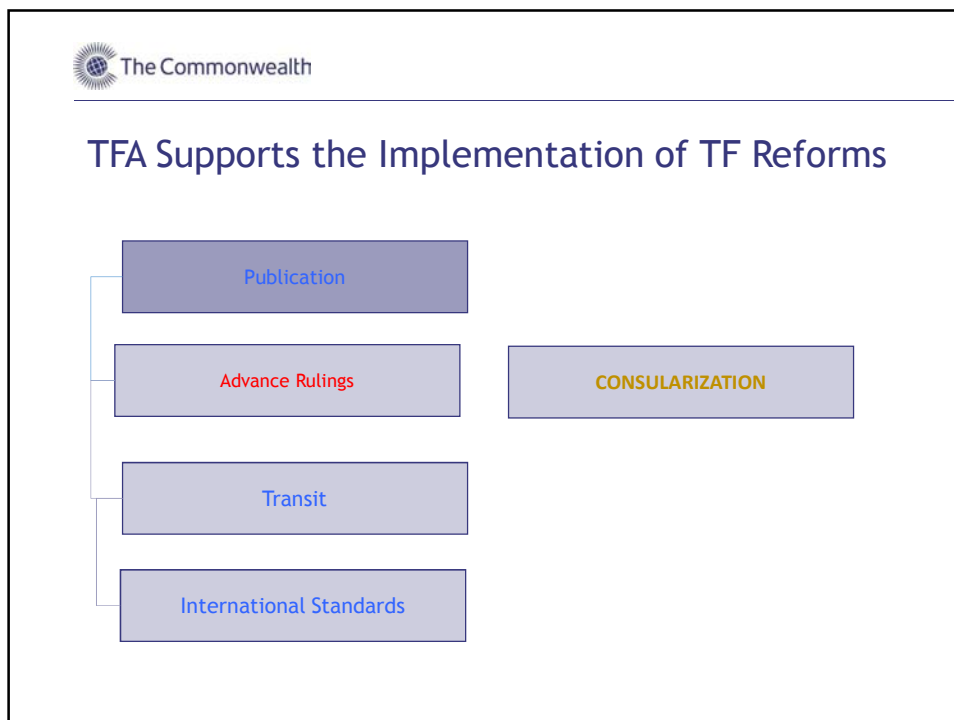 The Commonwealth
TFA Supports the Implementation of TF Reforms
Publication
Advance Rulings
CONSULARIZATION
Transit
International Standards